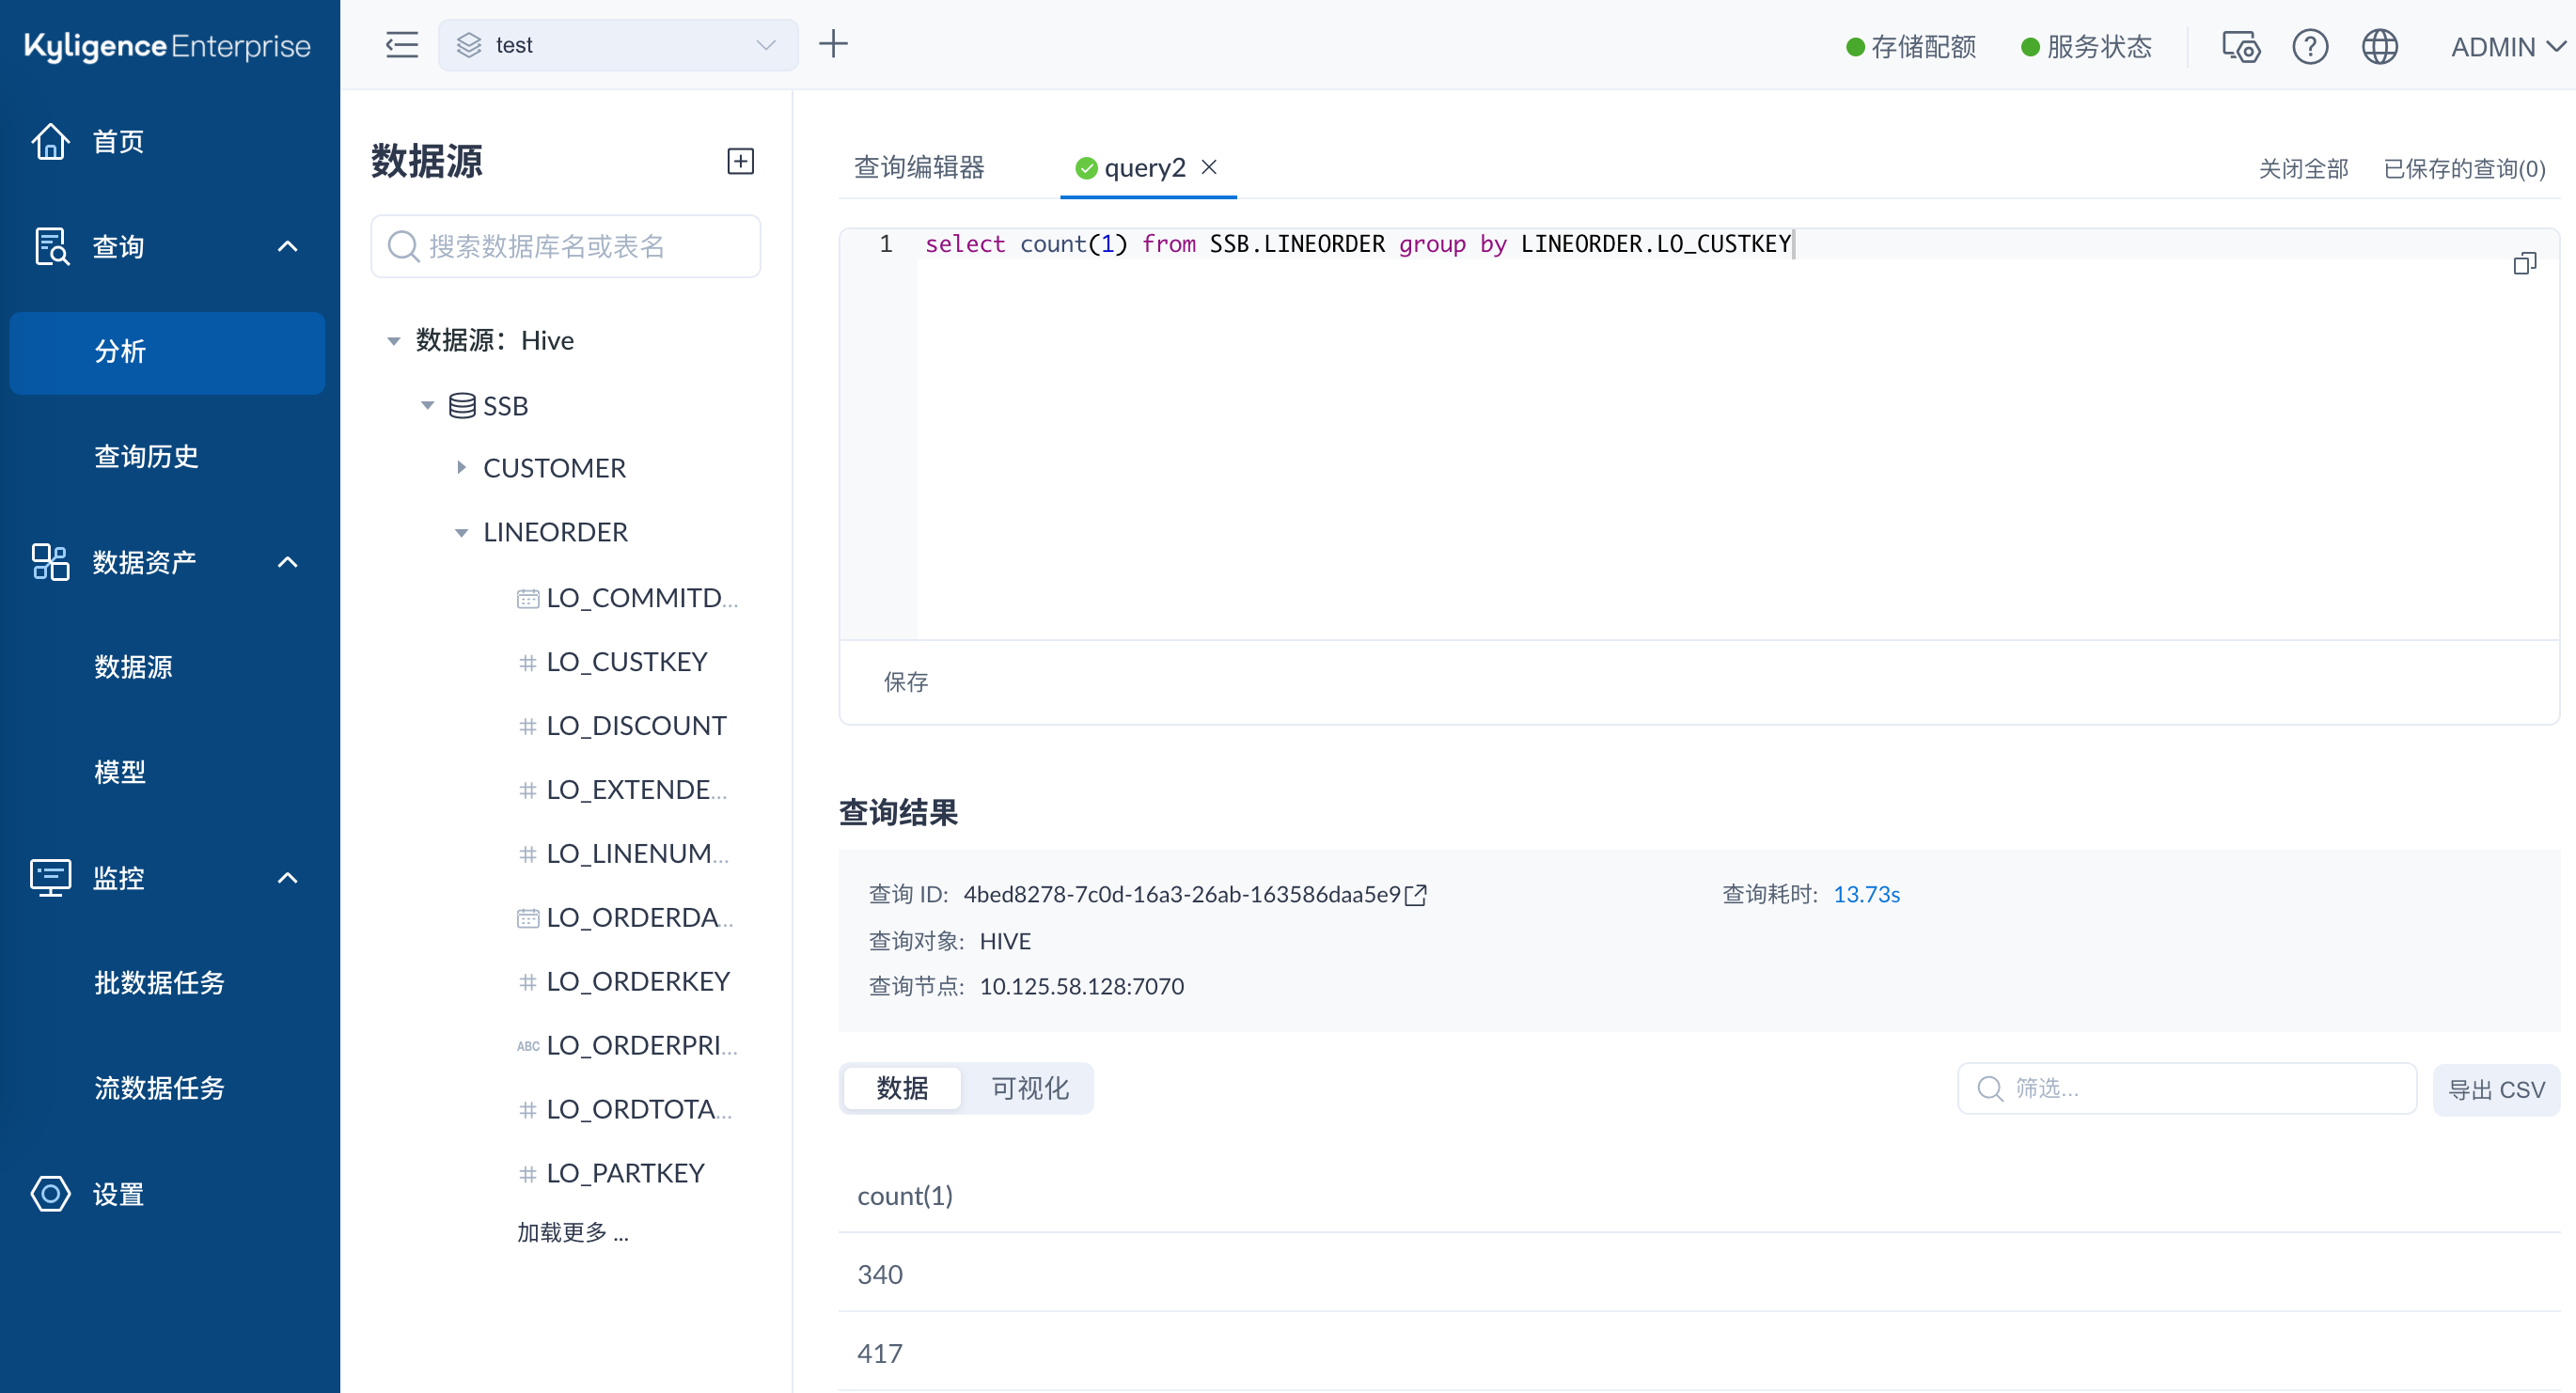 Kyligence Enterprise
首页
查询
分析
查询历史
数据资产
数据源
模型
监控
批数据任务
流数据任务
设置
test
存储配额
服务状态
ADMIN
数据源
搜索数据库名或表名
数据源：Hive
SSB
CUSTOMER
LINEORDER
LO_COMMITD...
LO_CUSTKEY
LO_DISCOUNT
LO_EXTENDE...
LO_LINENUM...
LO_ORDERDA...
LO_ORDERKEY
ABC LO_ORDERPRI...
LO_ORDTOTA...
LO_PARTKEY
加载更多 ...
查询编辑器
query2
关闭全部
已保存的查询(0)
1 select count(1) from SSB.LINEORDER group by LINEORDER.LO_CUSTKEY
保存
查询结果
查询 ID: 4bed8278-7c0d-16a3-26ab-163586daa5e9
查询耗时: 13.73s
查询对象: HIVE
查询节点: 10.125.58.128:7070
数据
可视化
筛选...
导出 CSV
count(1)
340
417